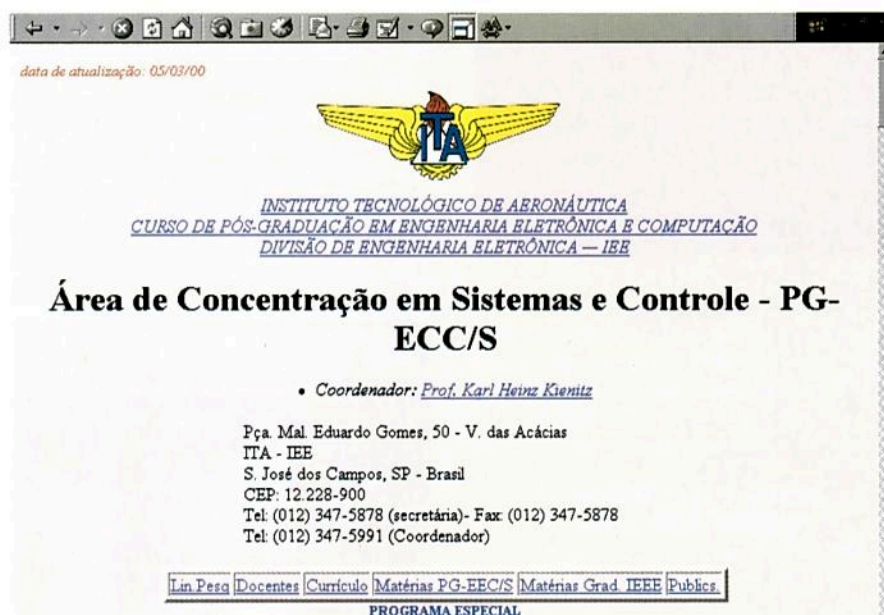 data de atualização: 05/03/00
ITA
INSTITUTO TECNOLÓGICO DE AERONÁUTICA
CURSO DE PÓS-GRADUAÇÃO EM ENGENHARIA ELETRÔNICA E COMPUTAÇÃO
DIVISÃO DE ENGENHARIA ELETRÔNICA — IEE
Área de Concentração em Sistemas e Controle - PG-
ECC/S
• Coordenador: Prof. Karl Heinz Kienitz
Pça. Mal. Eduardo Gomes, 50 - V. das Acácias
ITA - IEE
S. José dos Campos, SP - Brasil
CEP: 12.228-900
Tel: (012) 347-5878 (secretária)- Fax: (012) 347-5878
Tel: (012) 347-5991 (Coordenador)
Lin.Pesq Docentes Currículo Matérias PG-EEC/S Matérias Grad. IEEE Publics.
PROGRAMA ESPECIAL